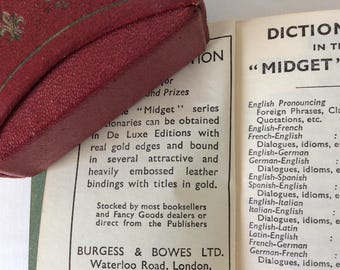 TION
for
and Prizes
the "Midget" series
ictionaries can be obtained
in De Luxe Editions with
real gold edges and bound
in several attractive and
heavily embossed leather
bindings with titles in gold.
Stocked by most booksellers
and Fancy Goods dealers or
direct from the Publishers
BURGESS & BOWES LTD.
Waterloo Road, London,
DICTION
IN TH
"MIDGET"
English Pronouncing
Foreign Phrases, Cla
Quotations, etc.
English-French
French-English
Dialogues, idioms, e
English-German
German-English
Dialogues, idioms, e
English-Spanish
Spanish-English
Dialogues, idioms, et
English-Italian
Italian-English
Dialogues, idioms, et
English-Latin
Latin-English
French-German
German-French
Dialogues, idioms, e